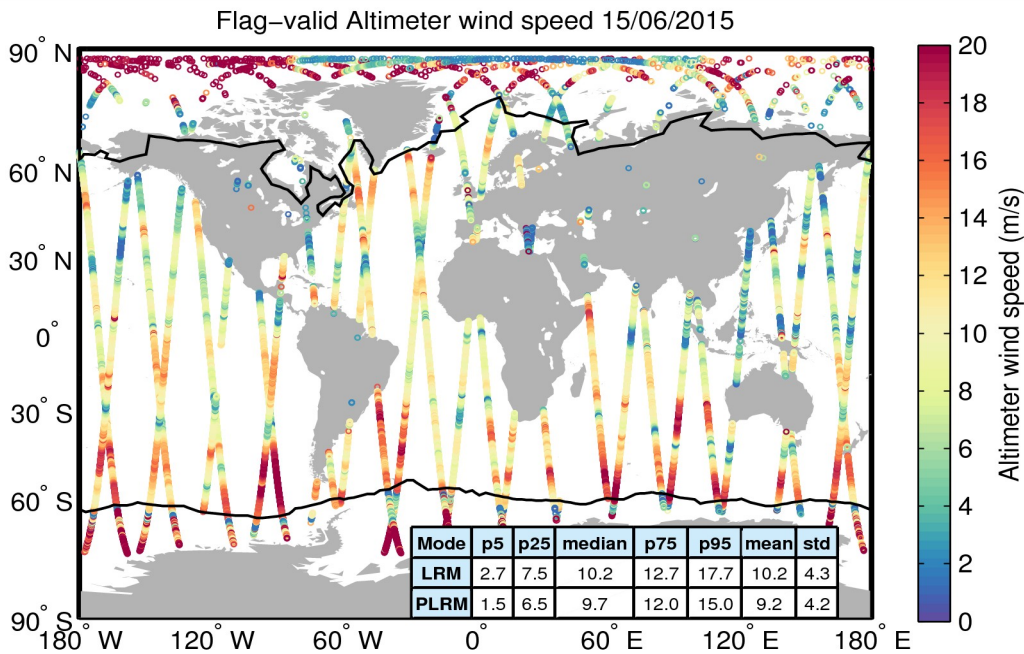 Flag−valid Altimeter wind speed 15/06/2015
90° N
60° N
30° N
0°
30° S
60° S
90° S
180° W
120° W
60° W
0°
60° E
120° E
180° E
Mode p5 p25 median p75 p95 mean std
LRM 2.7 7.5 10.2 12.7 17.7 10.2 4.3
PLRM 1.5 6.5 9.7 12.0 15.0 9.2 4.2
20
18
16
14
12
10
8
6
4
2
0
Altimeter wind speed (m/s)